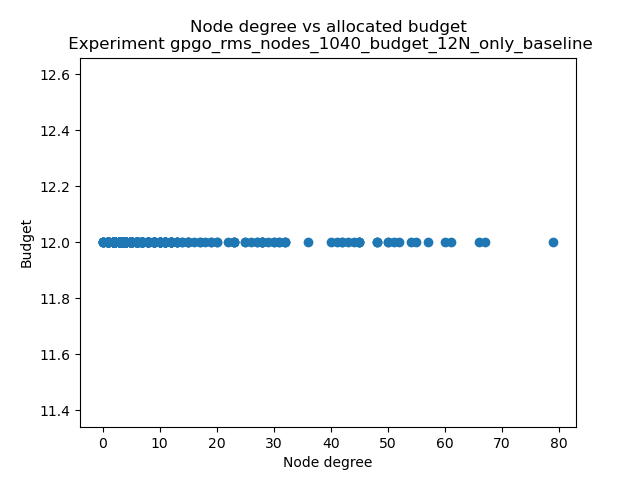 Node degree vs allocated budget
Experiment gpgo_rms_nodes_1040_budget_12N_only_baseline
12.6
12.4
12.2
12.0
11.8
11.6
11.4
Budget
0 10 20 30 40 50 60 70 80
Node degree